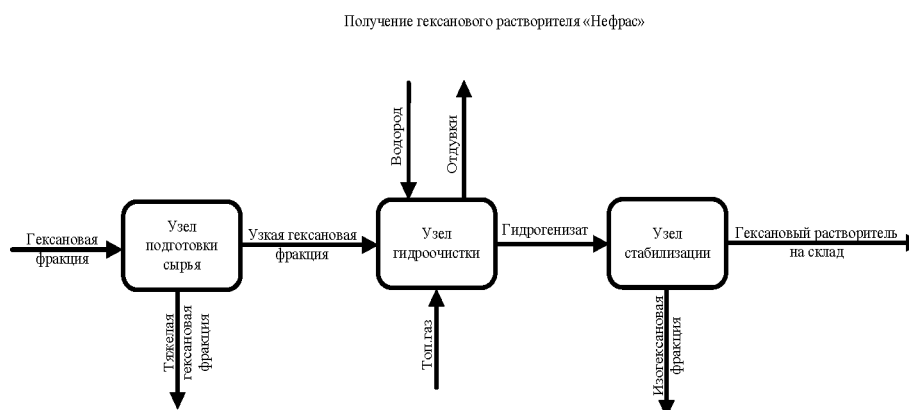 Получение гексанового растворителя «Нефрас»
Водород
Отдувки
Гексановая
фракция
Узел
подготовки
сырья
Узкая гексановая
фракция
Узел
гидроочистки
Гидрогенизат
Узел
стабилизации
Гексановый растворитель
на склад
Тяжелая
гексановая
фракция
Топ.газ
Изогексановая
фракция